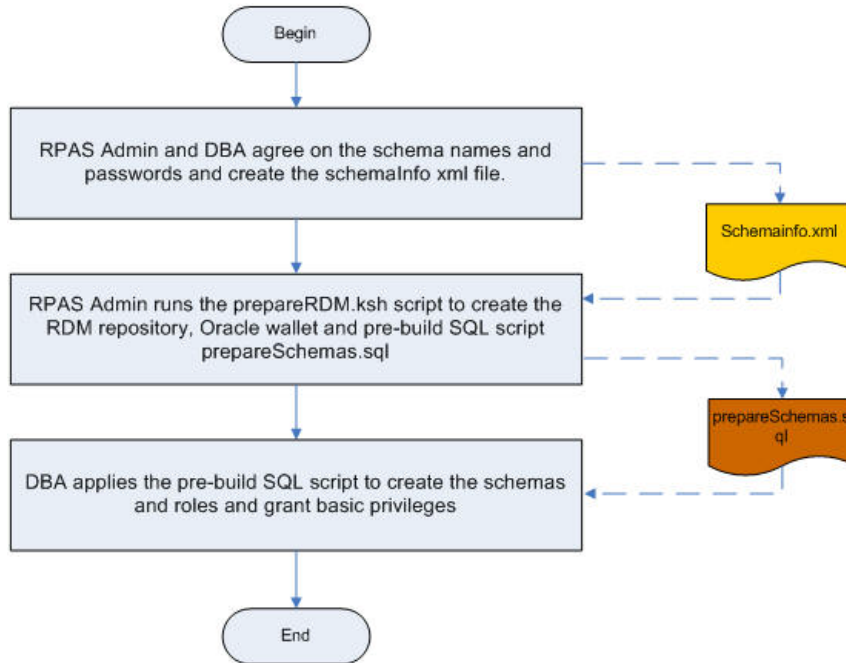 Begin
RPAS Admin and DBA agree on the schema names and
passwords and create the schemaInfo xml file.
Schemainfo.xml
RPAS Admin runs the prepareRDM.ksh script to create the
RDM repository, Oracle wallet and pre-build SQL script
prepareSchemas.sql
prepareSchemas.s
ql
DBA applies the pre-build SQL script to create the schemas
and roles and grant basic privileges
End